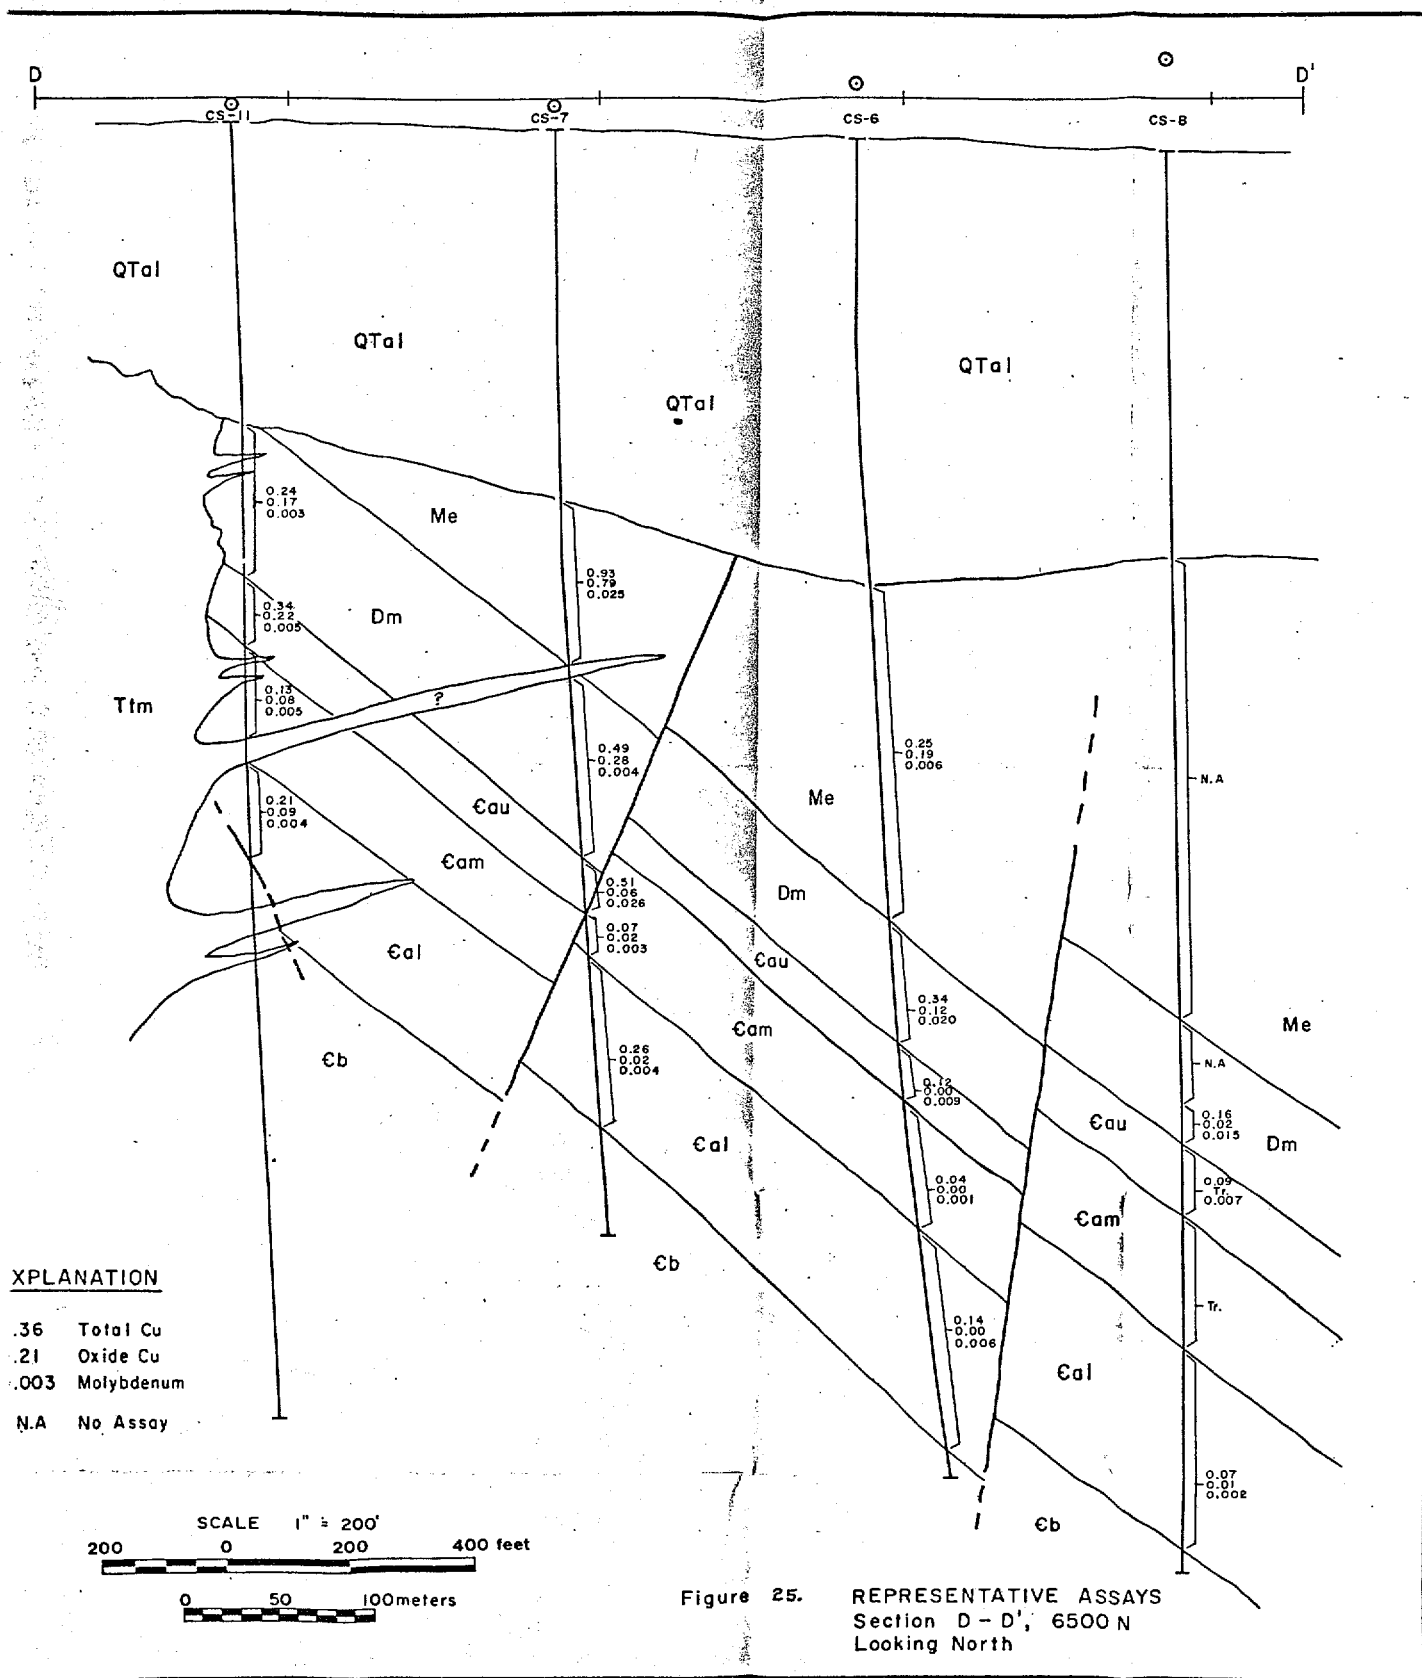 D
D'
CS-11
CS-7
CS-6
CS-8
QTal
QTal
QTal
QTal
0.24
0.17
0.003
Me
0.93
0.79
0.025
0.34
0.22
0.005
Dm
Ttm
0.13
0.08
0.005
?
0.49
0.28
0.004
0.25
0.19
0.006
N.A
Me
0.21
0.09
0.004
Єau
Єam
0.51
0.06
0.026
Dm
0.07
0.02
0.003
Єal
Єau
0.34
0.12
0.020
Me
Єam
Єb
0.26
0.02
0.004
N.A
0.12
0.00
0.009
0.16
0.02
0.015
Єau
Dm
Єal
0.04
0.00
0.001
0.09
Tr.
0.007
Єam
Єb
Tr.
0.14
0.00
0.006
Єal
0.07
0.01
0.002
Єb
XPLANATION
.36 Total Cu
.21 Oxide Cu
.003 Molybdenum
N.A No Assay
SCALE 1" = 200'
200 0 200 400 feet
0 50 100meters
Figure 25. REPRESENTATIVE ASSAYS
Section D-D', 6500 N
Looking North